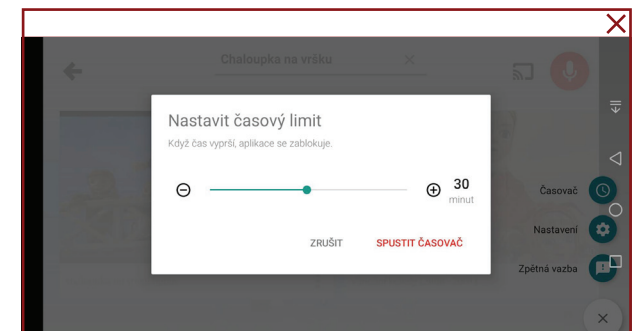 Chaloupka na vršku
Nastavit časový limit
Když čas vyprší, aplikace se zablokuje.
30
minut
ZRUŠIT
SPUSTIT ČASOVAČ
Časovač
Nastavení
Zpětná vazba